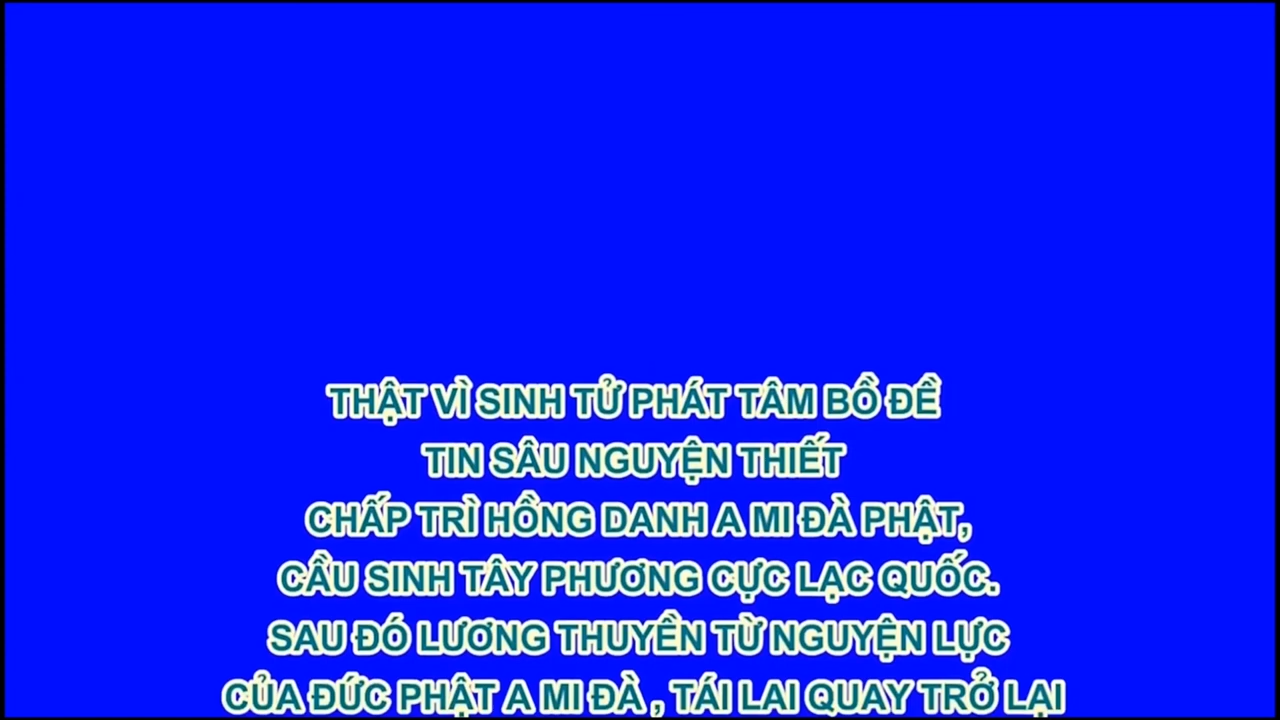 THẬT VÌ SINH TỬ PHÁT TÂM BỒ ĐỀ
TIN SÂU NGUYỆN THIẾT
CHẤP TRÌ HỒNG DANH A MI ĐÀ PHẬT,
CẦU SINH TÂY PHƯƠNG CỰC LẠC QUỐC.
SAU ĐÓ LƯƠNG THUYỀN TỪ NGUYỆN LỰC
CỦA ĐỨC PHẬT A MI ĐÀ , TÁI LAI QUAY TRỞ LẠI